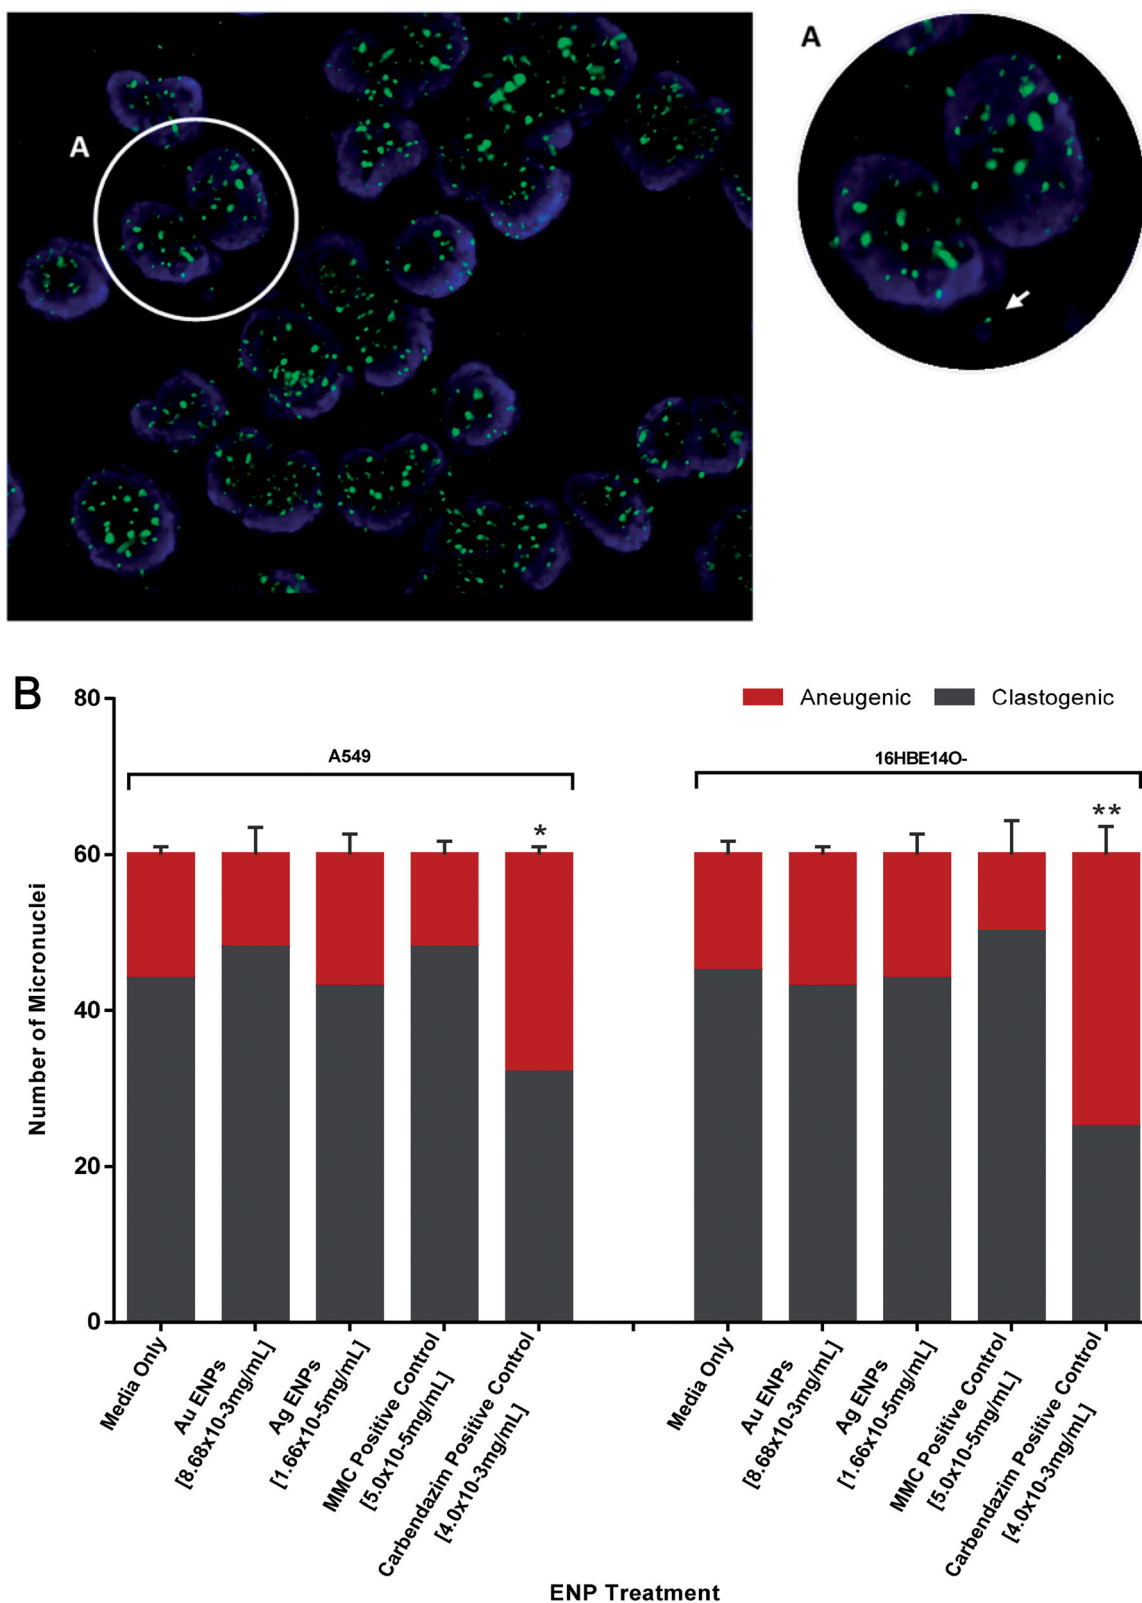 A
A
B
80
60
40
20
0
Number of Micronuclei
Aneugenic
Clastogenic
A549
16HBE14O-
*
**
Media Only
Au ENPs
[8.68x10-3mg/mL]
Ag ENPs
[1.66x10-5mg/mL]
MMC Positive Control
[5.0x10-5mg/mL]
Carbendazim Positive Control
[4.0x10-3mg/mL]
Media Only
Au ENPs
[8.68x10-3mg/mL]
Ag ENPs
[1.66x10-5mg/mL]
MMC Positive Control
[5.0x10-5mg/mL]
Carbendazim Positive Control
[4.0x10-3mg/mL]
ENP Treatment